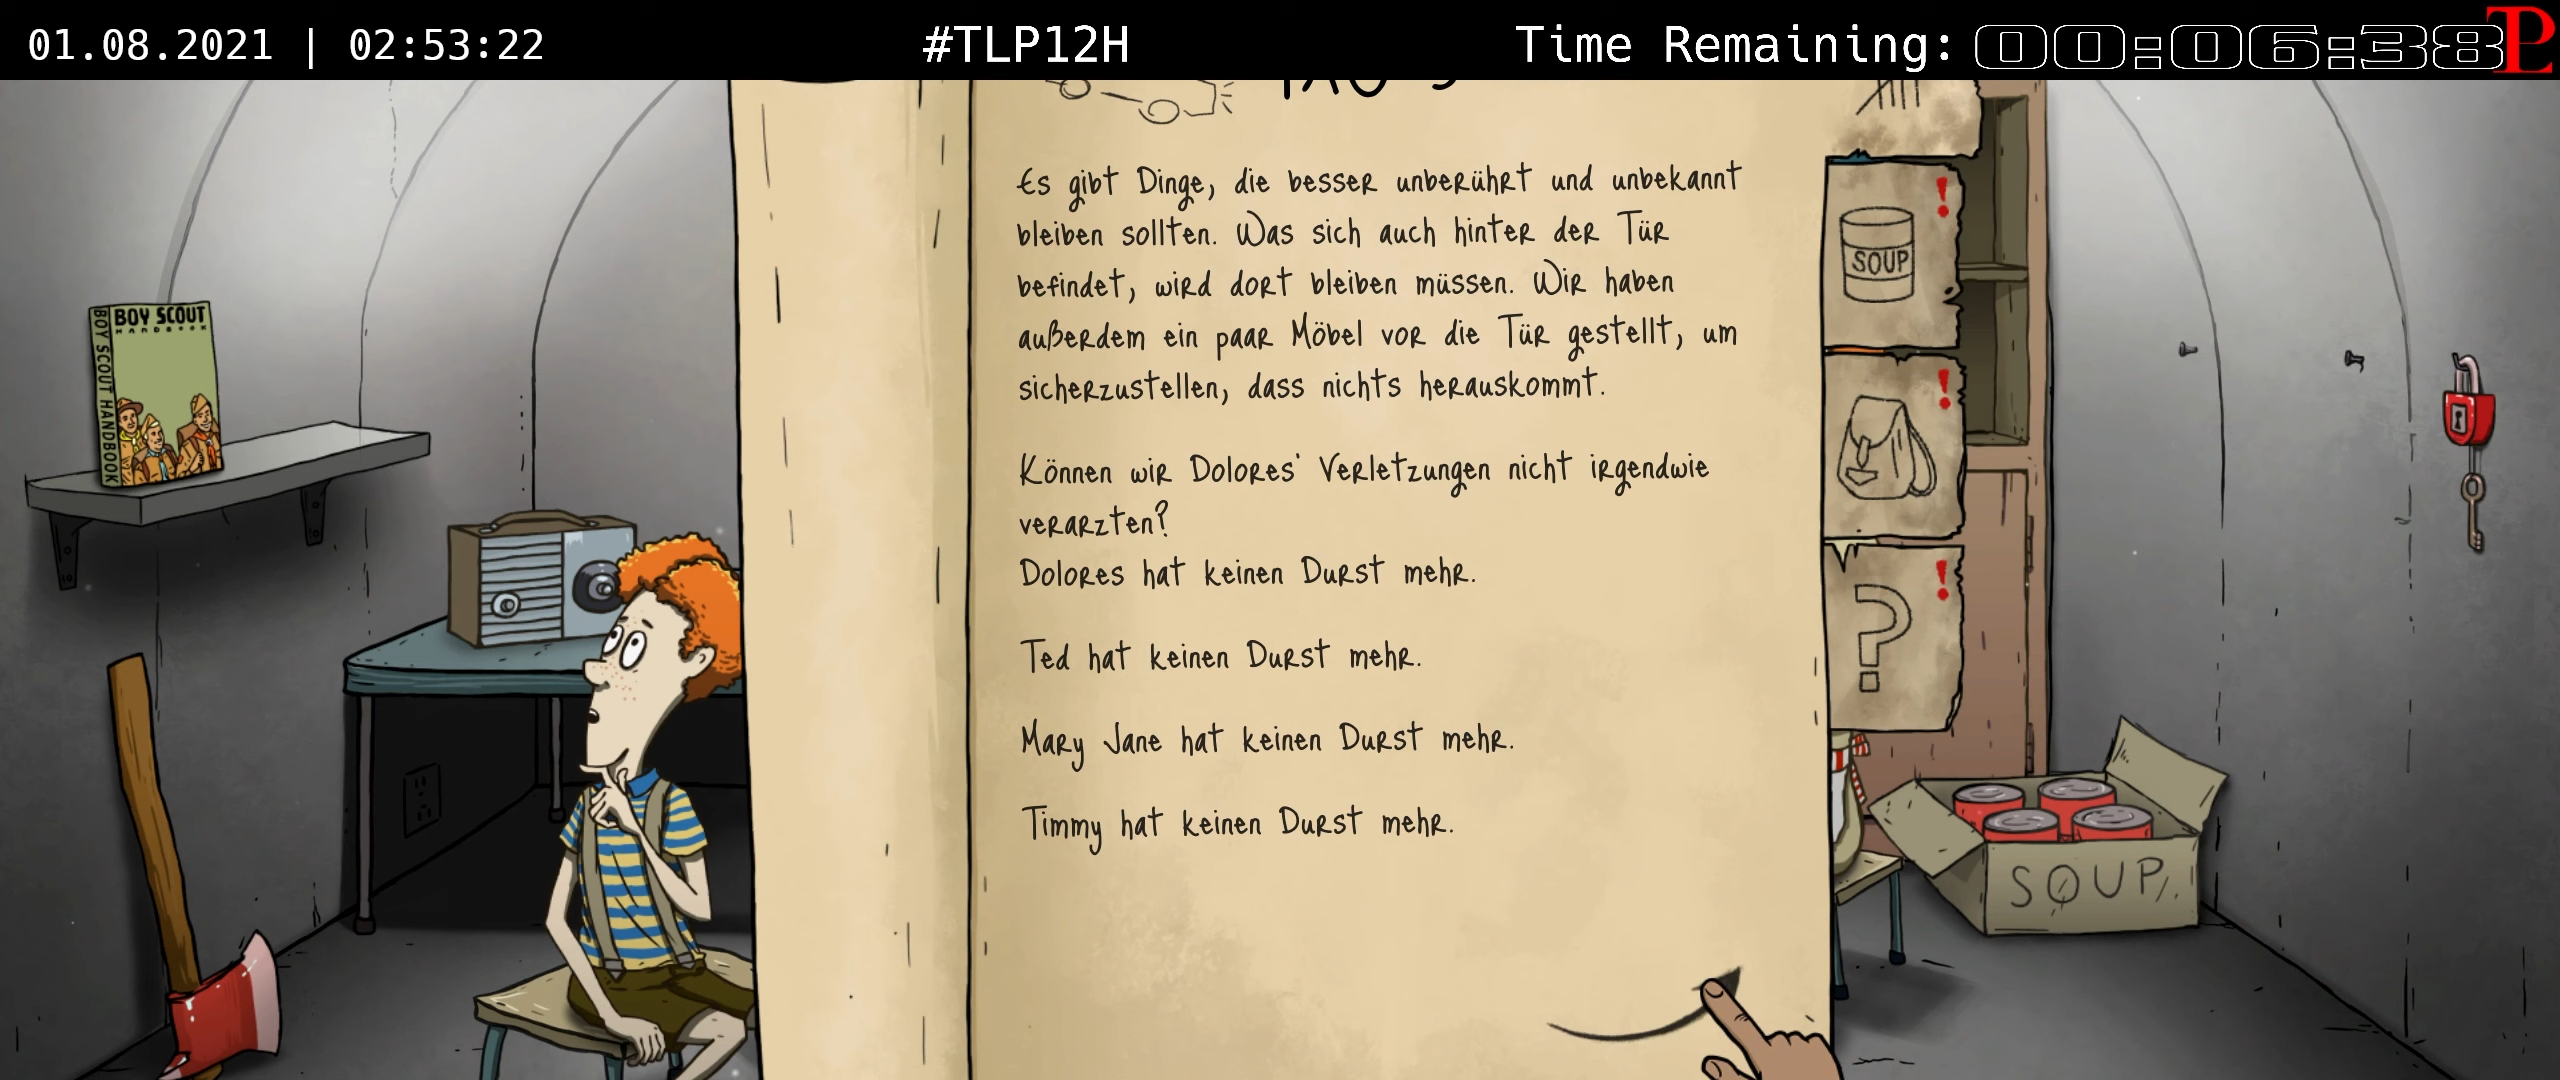 01.08.2021 | 02:53:22
#TLP12H
Time Remaining: 00:06:38
Es gibt Dinge, die besser unberührt und unbekannt
bleiben sollten. Was sich auch hinter der Tür
befindet, wird dort bleiben müssen. Wir haben
außerdem ein paar Möbel vor die Tür gestellt, um
sicherzustellen, dass nichts herauskommt.
Können wir Dolores' Verletzungen nicht irgendwie
verarzten?
Dolores hat keinen Durst mehr.
Ted hat keinen Durst mehr.
Mary Jane hat keinen Durst mehr.
Timmy hat keinen Durst mehr.
BOY SCOUT
HANDBOOK
BOY SCOUT HANDBOOK
SOUP
?
SOUP